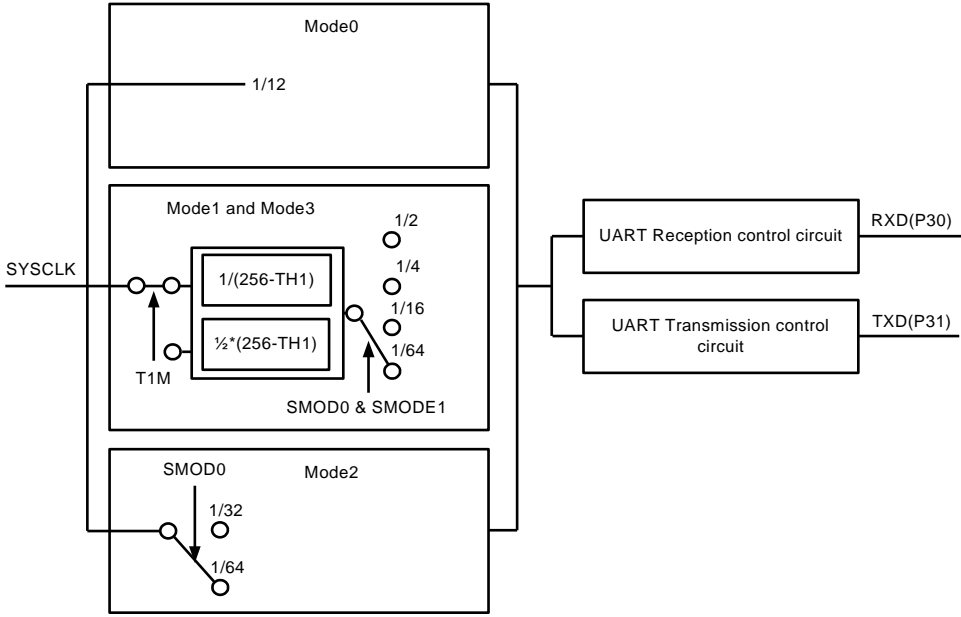 Mode0
1/12
Mode1 and Mode3
1/2
1/4
1/16
1/64
SYSCLK
1/(256-TH1)
½*(256-TH1)
T1M
SMOD0 & SMODE1
SMOD0
Mode2
1/32
1/64
UART Reception control circuit
RXD(P30)
UART Transmission control
circuit
TXD(P31)